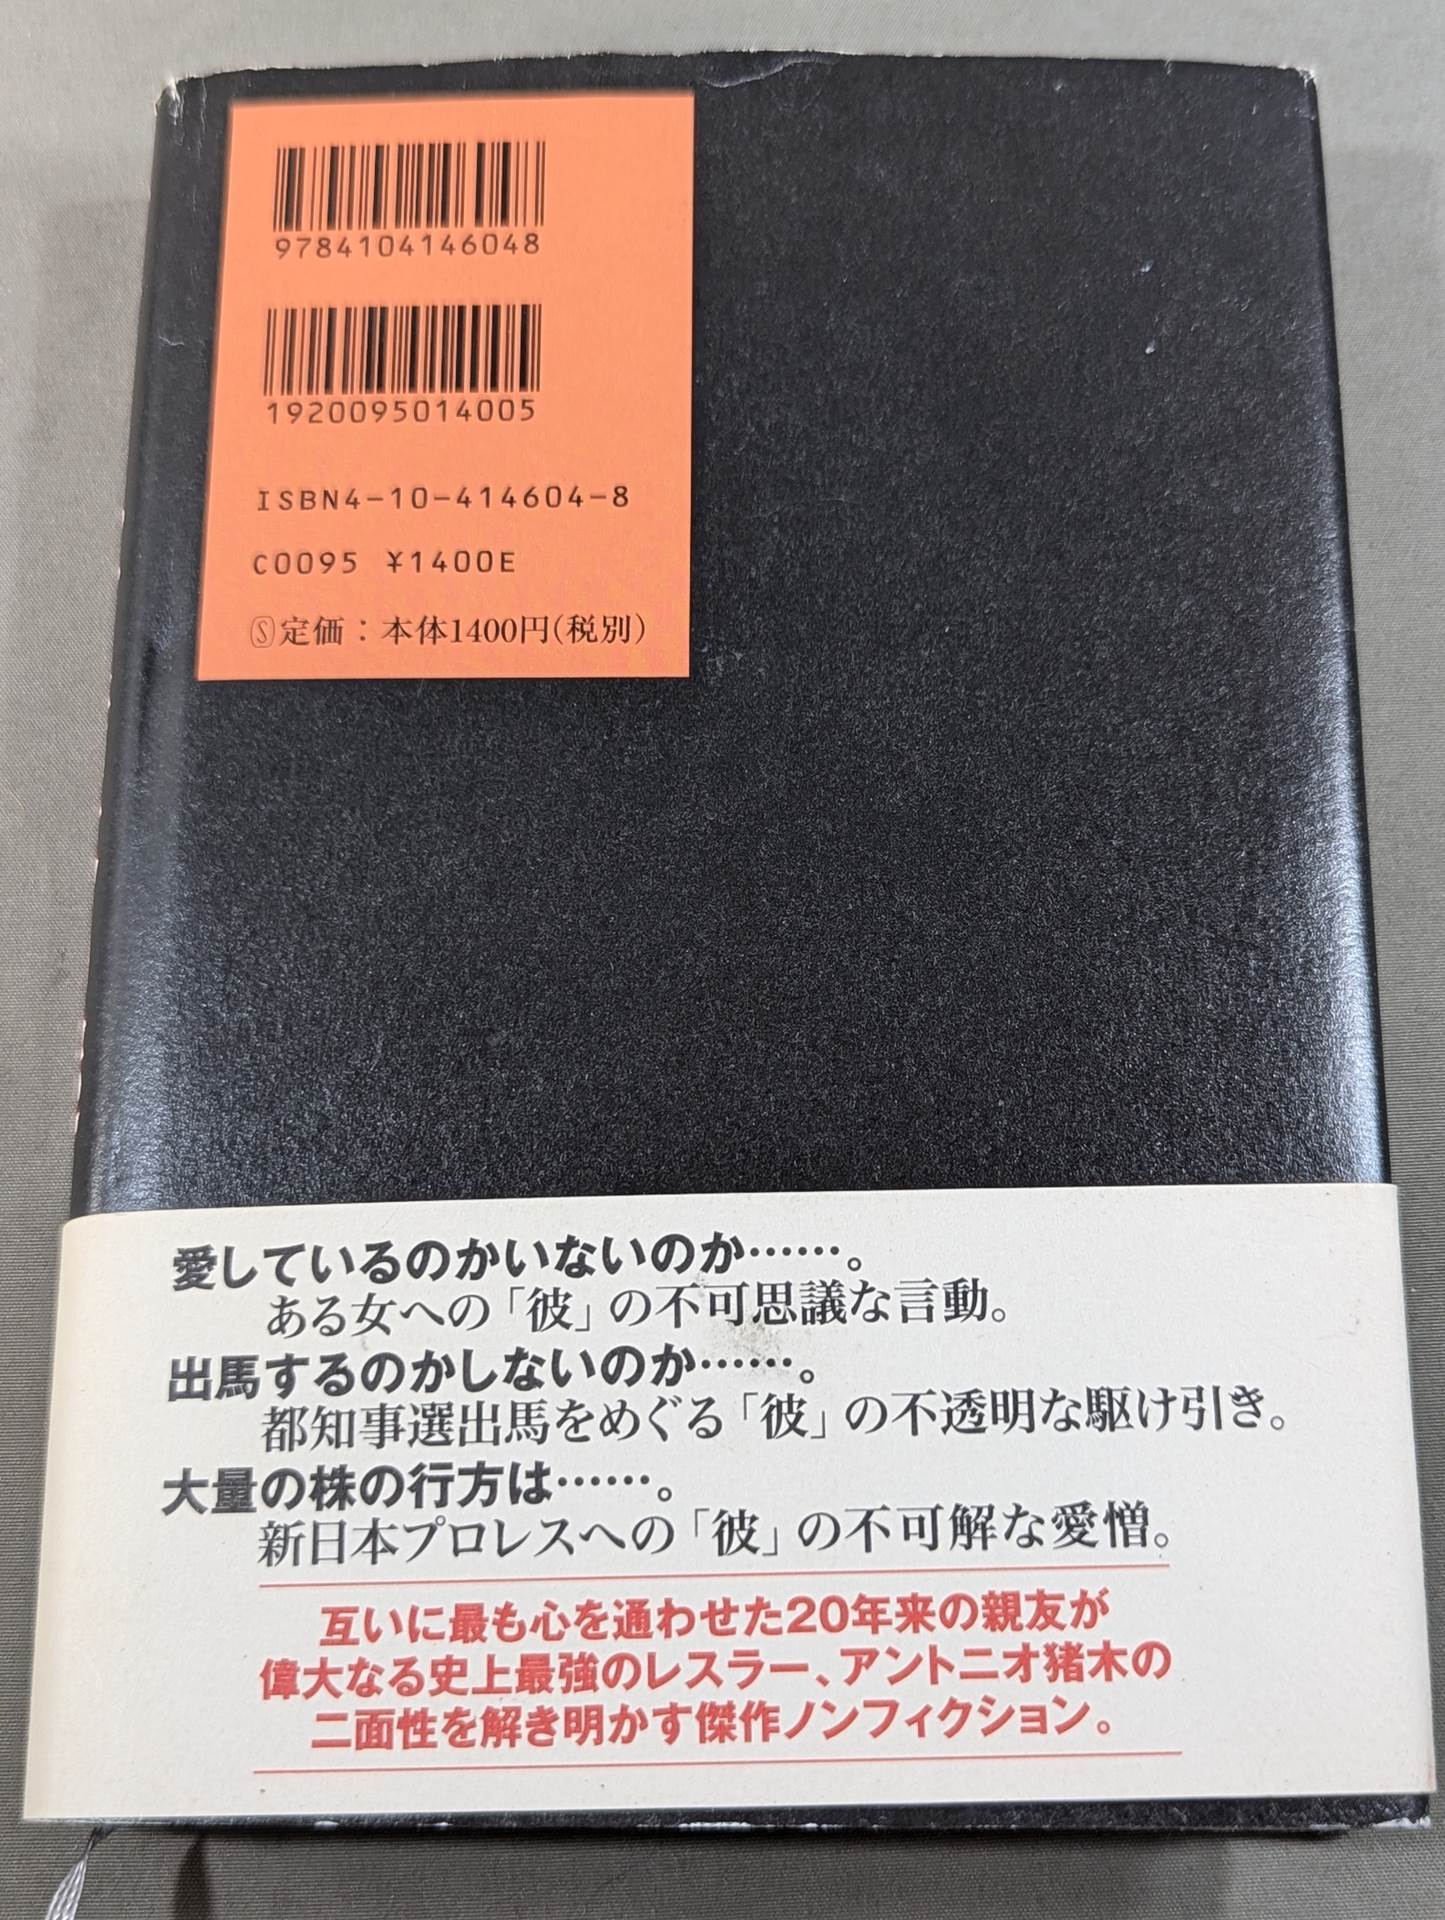 9784104146048
1920095014005
ISBN4-10-414604-8
C0095 ¥1400E
Ⓢ定価：本体1400円(税別)
愛しているのかいないのか……。
ある女への「彼」の不可思議な言動。
出馬するのかしないのか……。
都知事選出馬をめぐる「彼」の不透明な駆け引き。
大量の株の行方は……。
新日本プロレスへの「彼」の不可解な愛憎。
互いに最も心を通わせた20年来の親友が
偉大なる史上最強のレスラー、アントニオ猪木の
二面性を解き明かす傑作ノンフィクション。